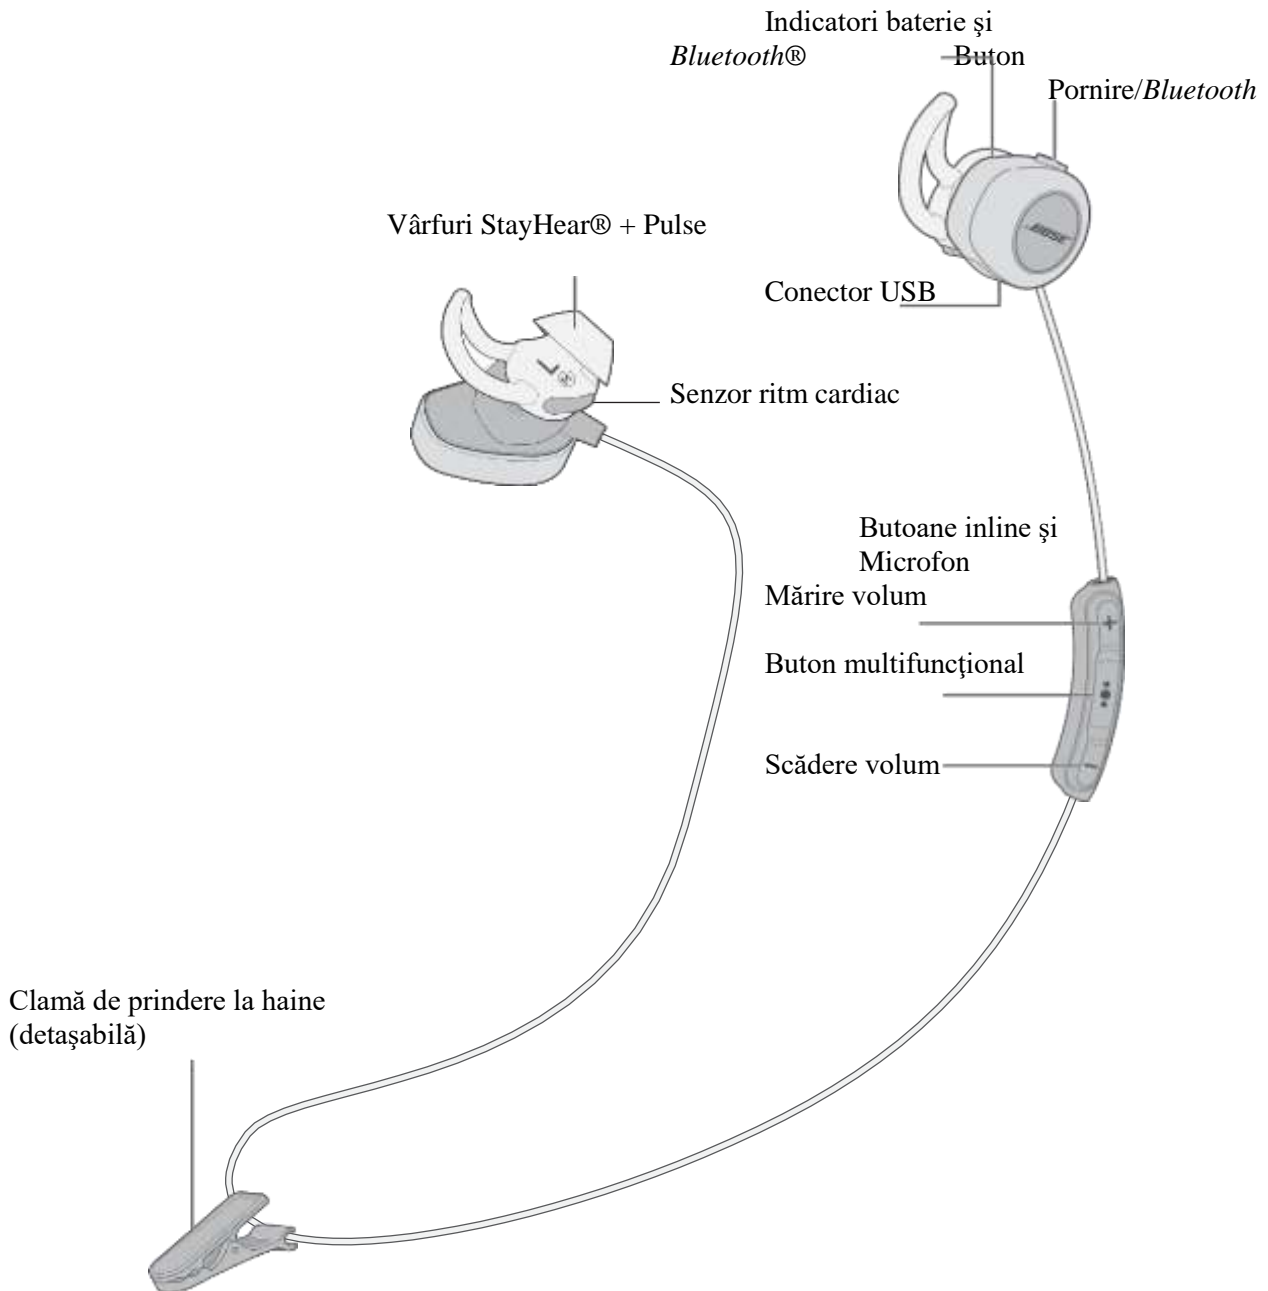 Indicatori baterie şi
Bluetooth® Buton
Pornire/Bluetooth
BOSE
Vârfuri StayHear® + Pulse
Conector USB
Senzor ritm cardiac
Butoane inline şi
Microfon
Mărire volum
+
Buton multifuncţional
Scădere volum
-
Clamă de prindere la haine
(detaşabilă)